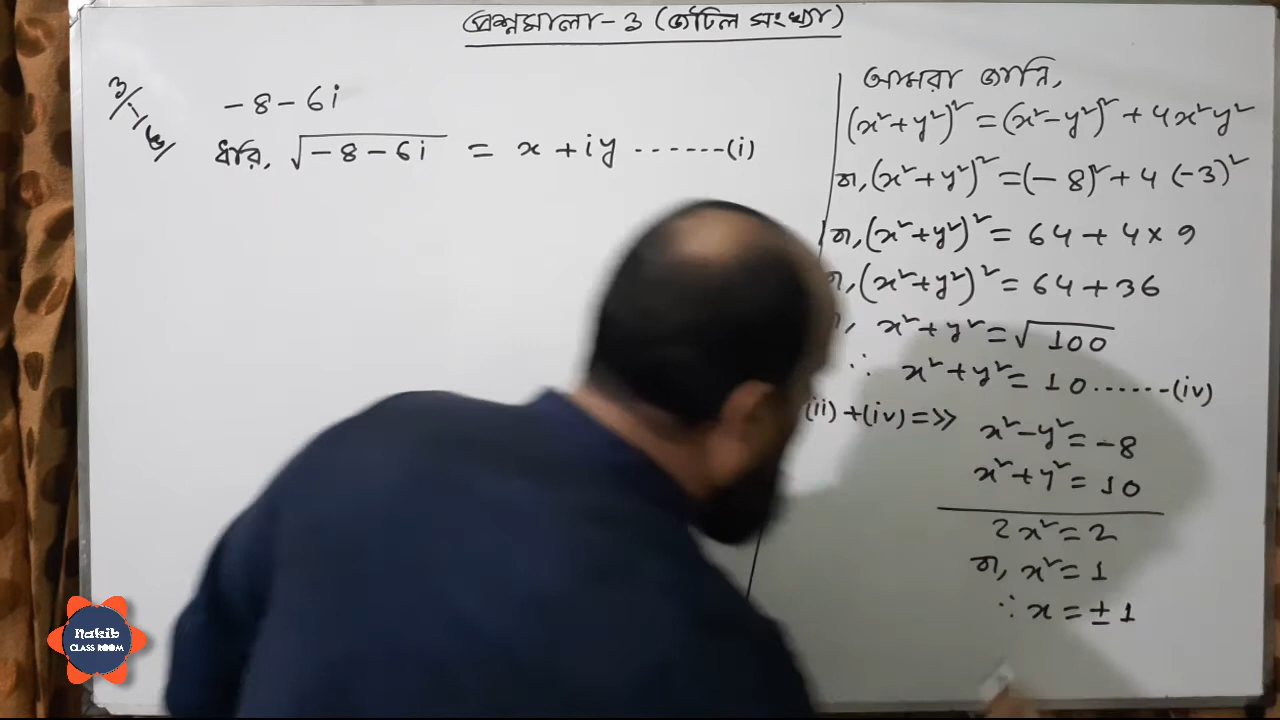 প্রশ্নমালা-3 (জটিল সংখ্যা)
-8-6i
ধরি, √-8-6i = x+iy ......(i)
আমরা জানি,
(x²+y²)² = (x²-y²)² + 4x²y²
বা, (x²+y²)² = (-8)² + 4 (-3)²
বা, (x²+y²)² = 64 + 4 × 9
বা, (x²+y²)² = 64 + 36
বা, x²+y² = √100
∴ x²+y² = 10 ......(iv)
(ii)+(iv) =>> x²-y² = -8
x²+y² = 10
2x² = 2
বা, x² = 1
∴ x = ±1
Nakib
CLASS ROOM